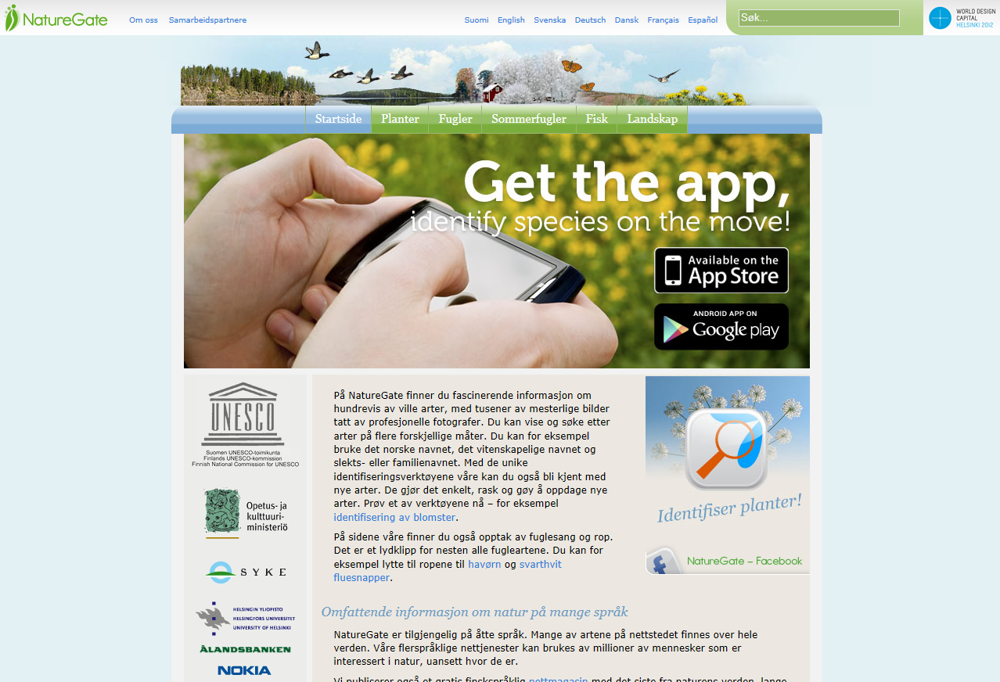 NatureGate
Om oss Samarbeidspartnere
Suomi English Svenska Deutsch Dansk Français Español
Søk...
WORLD DESIGN
CAPITAL
HELSINKI 2012
Startside Planter Fugler Sommerfugler Fisk Landskap
Get the app,
identify species on the move!
Available on the
App Store
ANDROID APP ON
Google play
UNESCO
Suomen UNESCO-toimikunta
Finlands UNESCO-kommission
Finnish National Commission for UNESCO
Opetus- ja
kulttuuri-
ministeriö
SYKE
HELSINGIN YLIOPISTO
HELSINGFORS UNIVERSITET
UNIVERSITY OF HELSINKI
ÅLANDSBANKEN
NOKIA
På NatureGate finner du fascinerende informasjon om
hundrevis av ville arter, med tusener av mesterlige bilder
tatt av profesjonelle fotografer. Du kan vise og søke etter
arter på flere forskjellige måter. Du kan for eksempel
bruke det norske navnet, det vitenskapelige navnet og
slekts- eller familienavnet. Med de unike
identifiseringsverktøyene våre kan du også bli kjent med
nye arter. De gjør det enkelt, rask og gøy å oppdage nye
arter. Prøv et av verktøyene nå – for eksempel
identifisering av blomster.
På sidene våre finner du også opptak av fuglesang og rop.
Det er et lydklipp for nesten alle fugleartene. Du kan for
eksempel lytte til ropene til havørn og svarthvit
fluesnapper.
Identifiser planter!
NatureGate – Facebook
Omfattende informasjon om natur på mange språk
NatureGate er tilgjengelig på åtte språk. Mange av artene på nettstedet finnes over hele
verden. Våre flerspråklige nettjenester kan brukes av millioner av mennesker som er
interessert i natur, uansett hvor de er.
Vi publiserer også et gratis finskspråklig nettmagasin med det siste fra naturens verden, lange